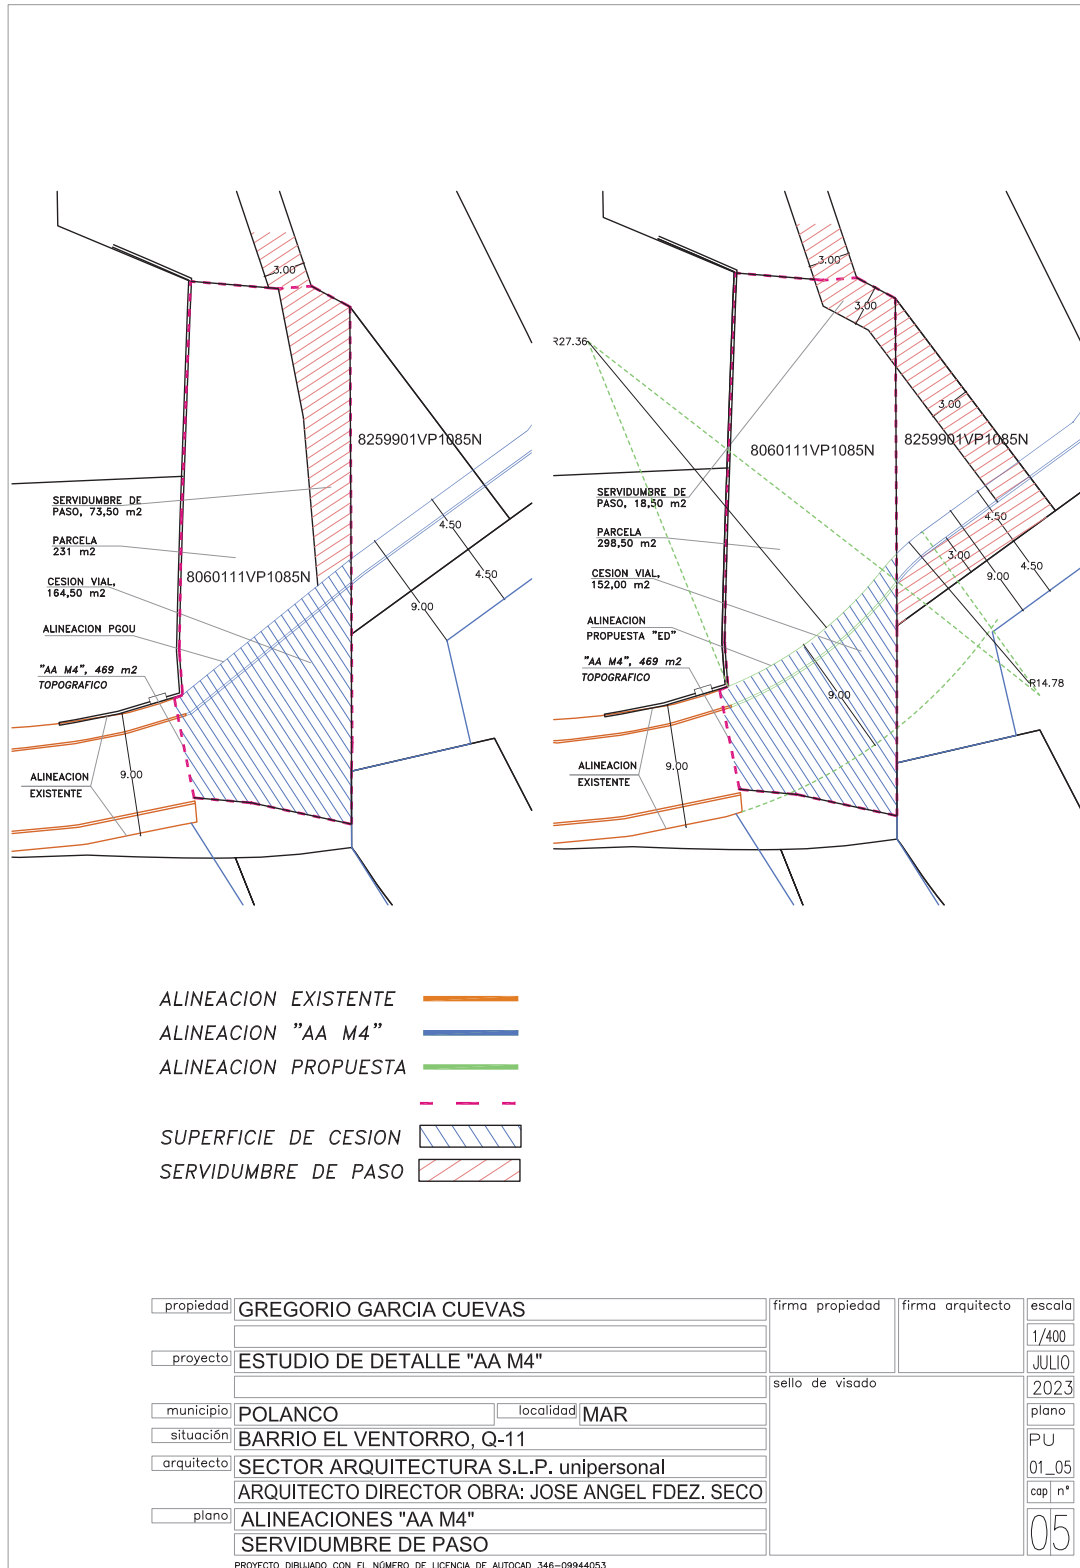 3.00
8259901VP1085N
SERVIDUMBRE DE
PASO, 73,50 m2
PARCELA
231 m2
8060111VP1085N
CESION VIAL,
164,50 m2
ALINEACION PGOU
"AA M4", 469 m2
TOPOGRAFICO
4.50
4.50
9.00
ALINEACION
EXISTENTE
9.00
3.00
3.00
R27.36
3.00
8060111VP1085N
8259901VP1085N
SERVIDUMBRE DE
PASO, 18,50 m2
PARCELA
298,50 m2
CESION VIAL,
152,00 m2
ALINEACION
PROPUESTA "ED"
"AA M4", 469 m2
TOPOGRAFICO
4.50
3.00
9.00
4.50
R14.78
9.00
ALINEACION
EXISTENTE
9.00
ALINEACION EXISTENTE
ALINEACION "AA M4"
ALINEACION PROPUESTA
SUPERFICIE DE CESION
SERVIDUMBRE DE PASO
propiedad GREGORIO GARCIA CUEVAS
firma propiedad
firma arquitecto
escala
1/400
proyecto ESTUDIO DE DETALLE "AA M4"
JULIO
2023
sello de visado
municipio POLANCO localidad MAR
plano
situación BARRIO EL VENTORRO, Q-11
PU
arquitecto SECTOR ARQUITECTURA S.L.P. unipersonal
01_05
ARQUITECTO DIRECTOR OBRA: JOSE ANGEL FDEZ. SECO
cap nº
plano ALINEACIONES "AA M4"
05
SERVIDUMBRE DE PASO
PROYECTO DIBUJADO CON EL NÚMERO DE LICENCIA DE AUTOCAD 346-09944053